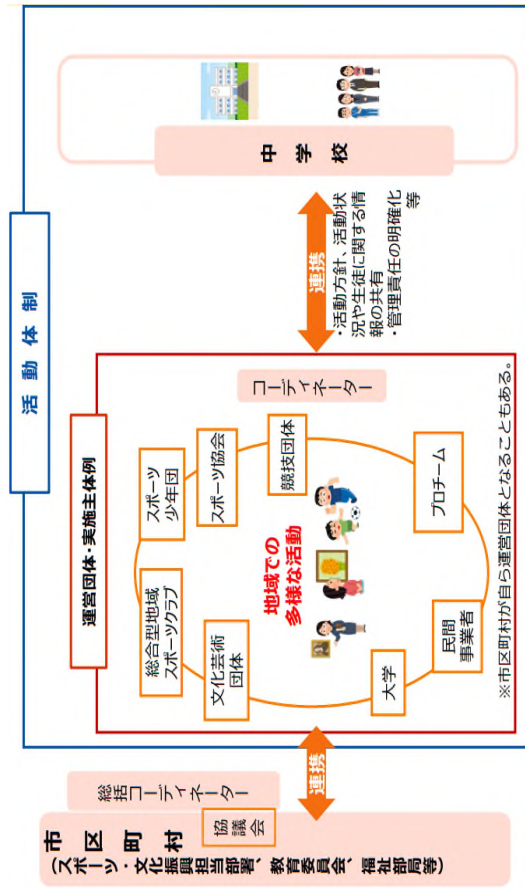 活動体制
市区町村
(スポーツ・文化振興担当部署、教育委員会、福祉部局等)
協議会
総括コーディネーター
連携
運営団体・実施主体例
総合型地域
スポーツクラブ
スポーツ
少年団
文化芸術
団体
スポーツ協会
地域での
多様な活動
競技団体
大学
民間
事業者
プロチーム
コーディネーター
※市区町村が自ら運営団体となることもある。
連携
・活動方針、活動状
況や生徒に関する情
報の共有
・管理責任の明確化
等
中学校